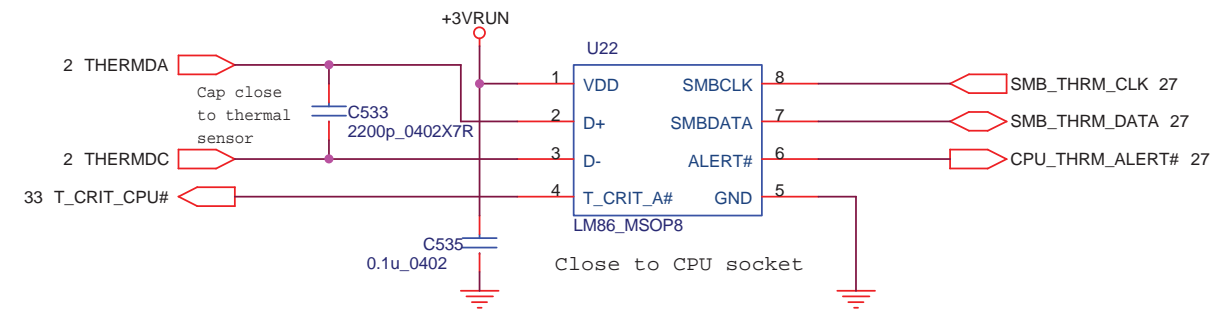 +3VRUN
U22
2 THERMDA
1 VDD SMBCLK 8
SMB_THRM_CLK 27
Cap close
to thermal
sensor
C533
2200p_0402X7R
2 D+ SMBDATA 7
SMB_THRM_DATA 27
2 THERMDC
3 D- ALERT# 6
CPU_THRM_ALERT# 27
33 T_CRIT_CPU#
4 T_CRIT_A# GND 5
LM86_MSOP8
C535
0.1u_0402
Close to CPU socket